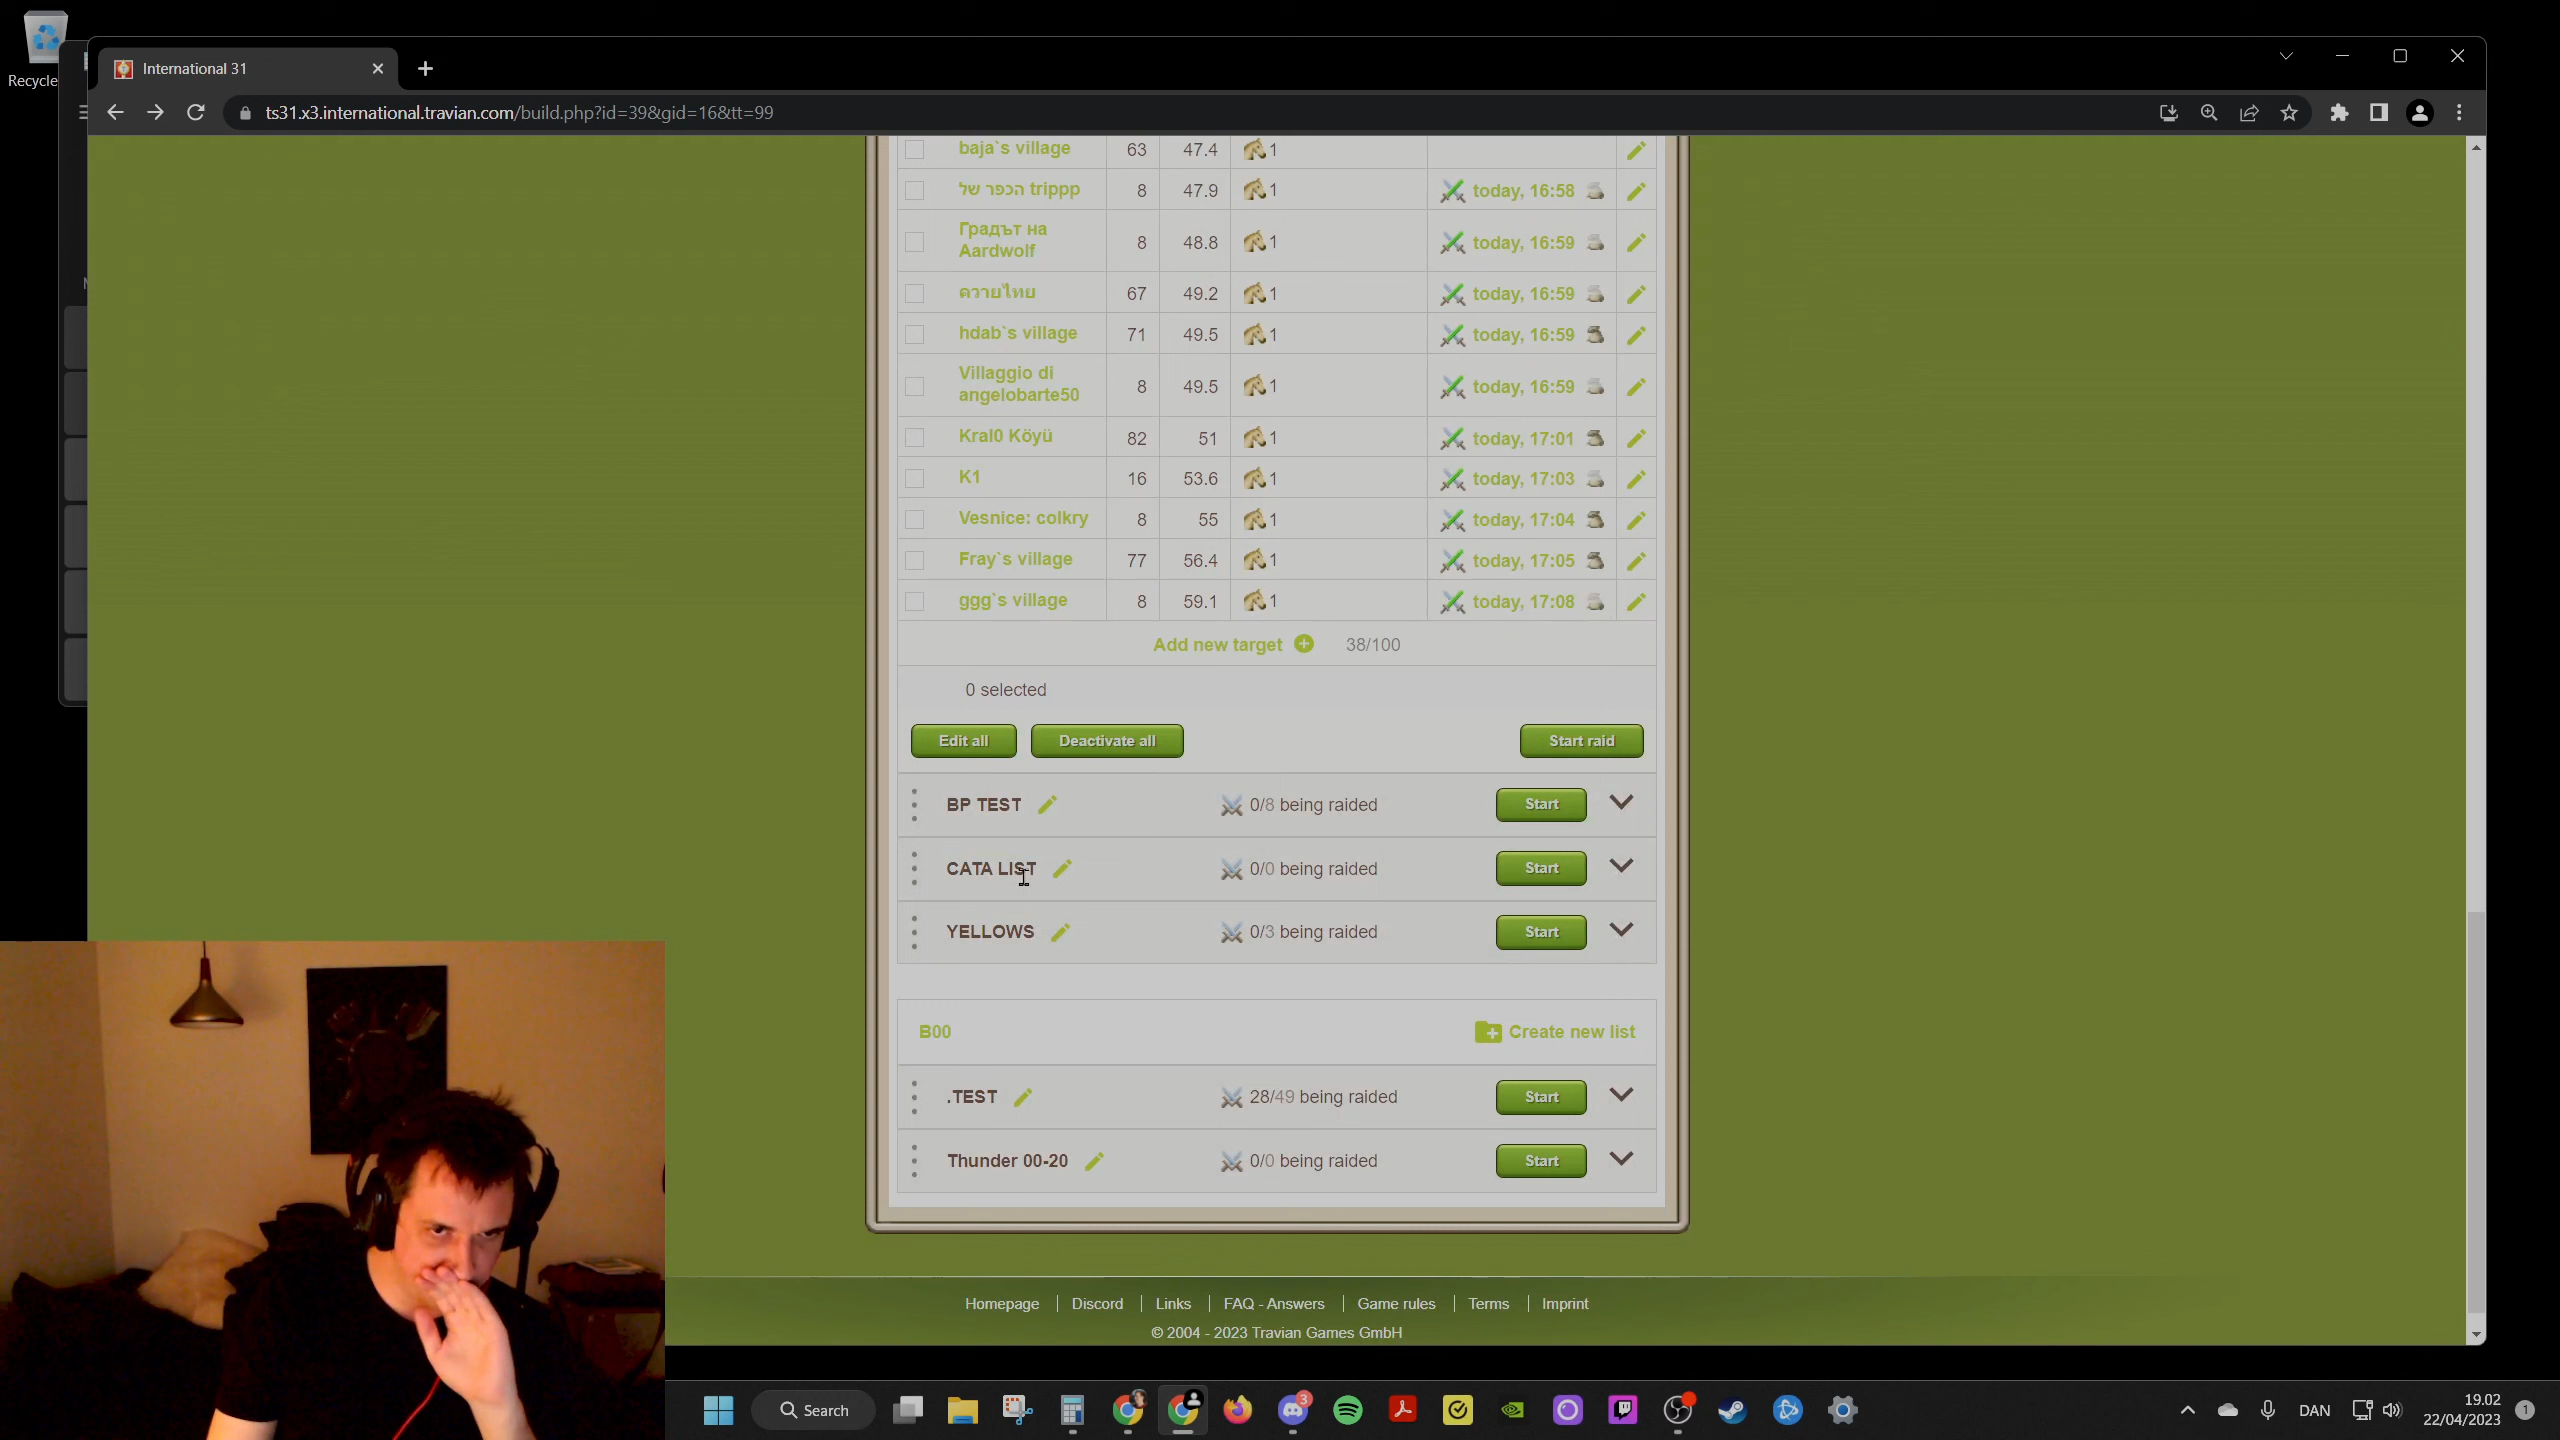 Recycle
International 31
ts31.x3.international.travian.com/build.php?id=39&gid=16&tt=99
baja`s village 63 47.4 1
הכפר של trippp 8 47.9 1 today, 16:58
Градът на
Aardwolf 8 48.8 1 today, 16:59
ควายไทย 67 49.2 1 today, 16:59
hdab`s village 71 49.5 1 today, 16:59
Villaggio di
angelobarte50 8 49.5 1 today, 16:59
Kral0 Köyü 82 51 1 today, 17:01
K1 16 53.6 1 today, 17:03
Vesnice: colkry 8 55 1 today, 17:04
Fray`s village 77 56.4 1 today, 17:05
ggg`s village 8 59.1 1 today, 17:08
Add new target 38/100
0 selected
Edit all Deactivate all Start raid
BP TEST 0/8 being raided Start
CATA LIST 0/0 being raided Start
YELLOWS 0/3 being raided Start
B00 Create new list
.TEST 28/49 being raided Start
Thunder 00-20 0/0 being raided Start
Homepage Discord Links FAQ - Answers Game rules Terms Imprint
© 2004 - 2023 Travian Games GmbH
Search 3 DAN 19.02
22/04/2023 1